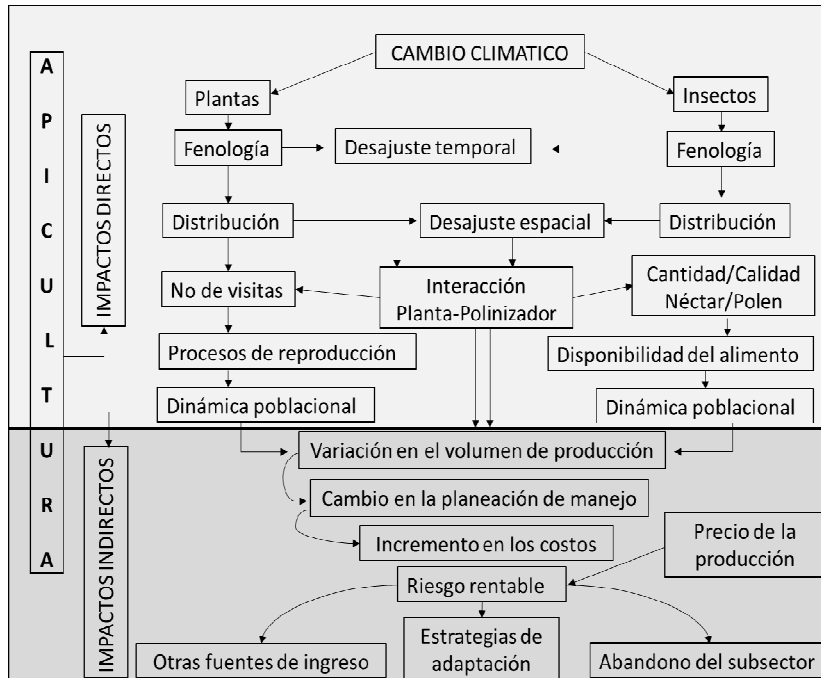 APICULTURA
IMPACTOS DIRECTOS
IMPACTOS INDIRECTOS
CAMBIO CLIMATICO
Plantas
Insectos
Fenología
Desajuste temporal
Fenología
Distribución
Desajuste espacial
Distribución
No de visitas
Interacción
Planta-Polinizador
Cantidad/Calidad
Néctar/Polen
Procesos de reproducción
Disponibilidad del alimento
Dinámica poblacional
Dinámica poblacional
Variación en el volumen de producción
Cambio en la planeación de manejo
Incremento en los costos
Precio de la
producción
Riesgo rentable
Otras fuentes de ingreso
Estrategias de
adaptación
Abandono del subsector